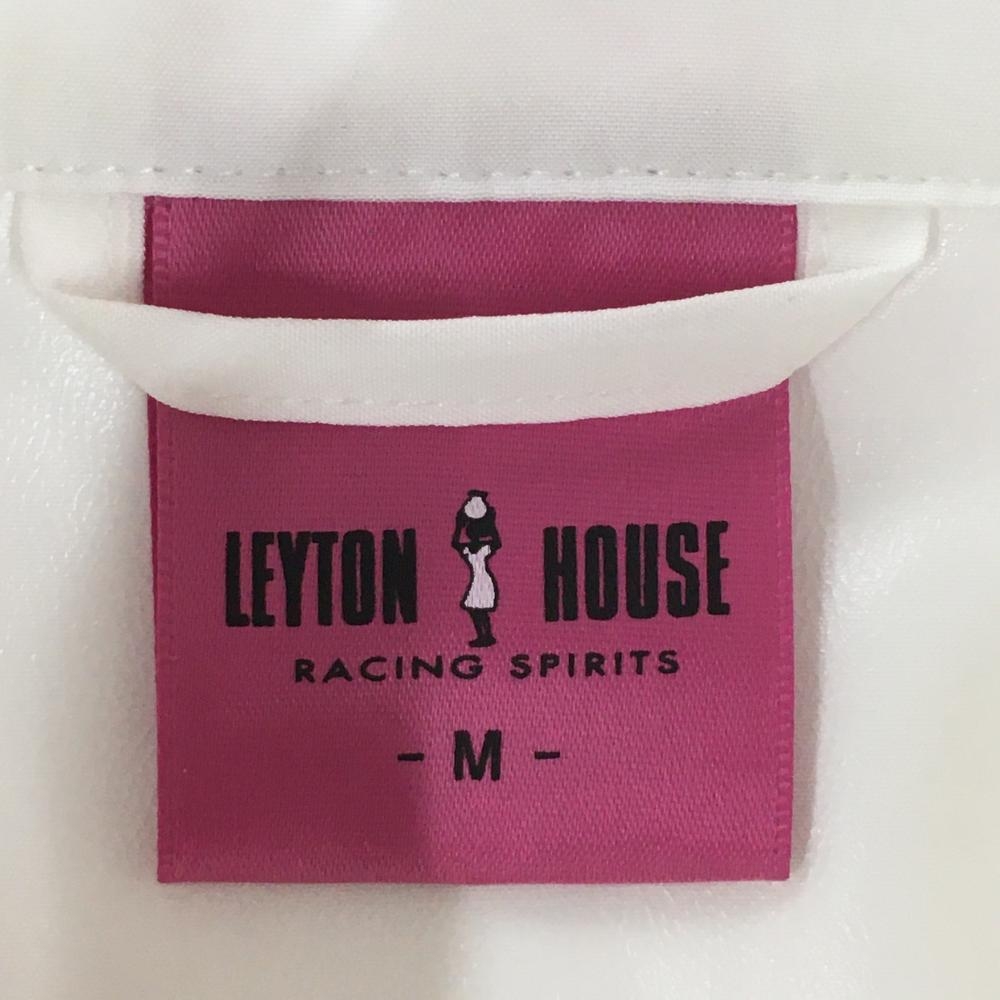 LEYTON HOUSE
RACING SPIRITS
- M -